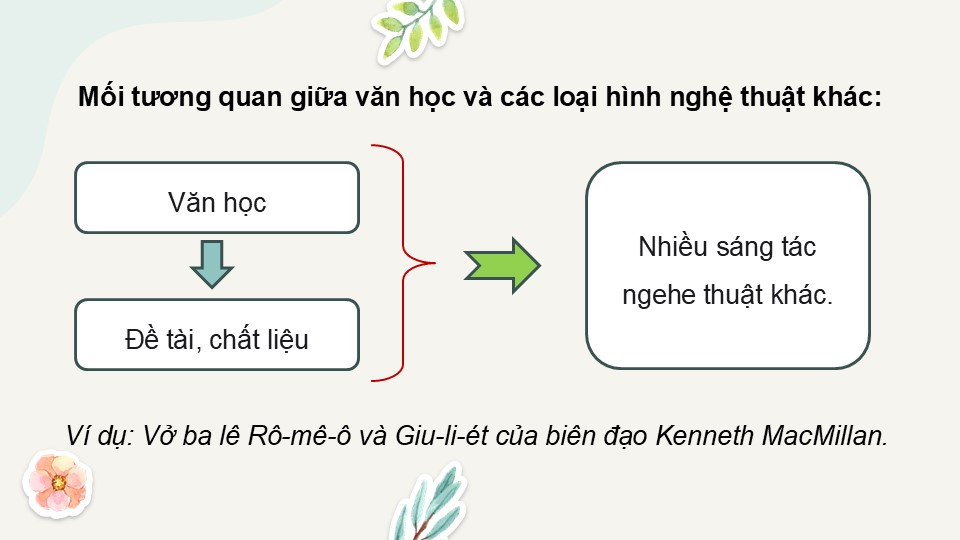 Mối tương quan giữa văn học và các loại hình nghệ thuật khác:
Văn học
Đề tài, chất liệu
Nhiều sáng tác
ngehe thuật khác.
Ví dụ: Vở ba lê Rô-mê-ô và Giu-li-ét của biên đạo Kenneth MacMillan.